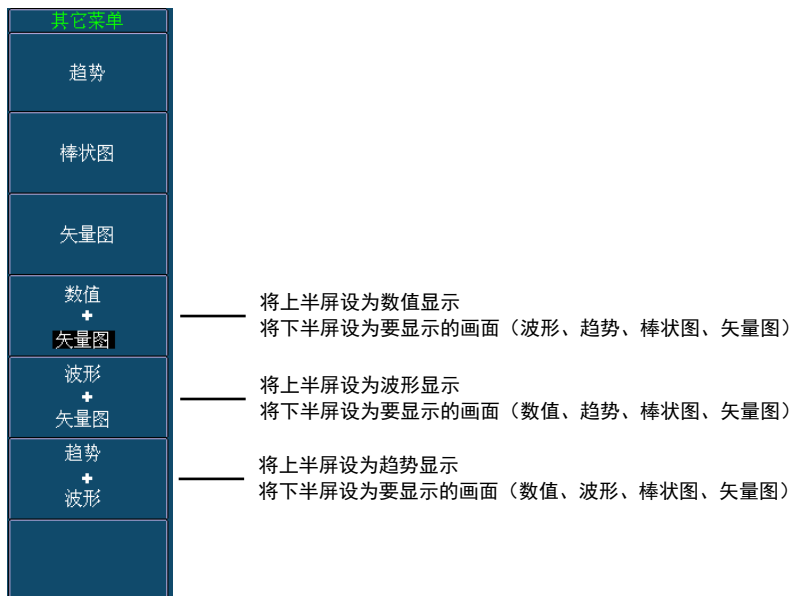 其它菜单
趋势
棒状图
矢量图
数值
+
矢量图
将上半屏设为数值显示
将下半屏设为要显示的画面（波形、趋势、棒状图、矢量图）
波形
+
矢量图
将上半屏设为波形显示
将下半屏设为要显示的画面（数值、趋势、棒状图、矢量图）
趋势
+
波形
将上半屏设为趋势显示
将下半屏设为要显示的画面（数值、波形、棒状图、矢量图）